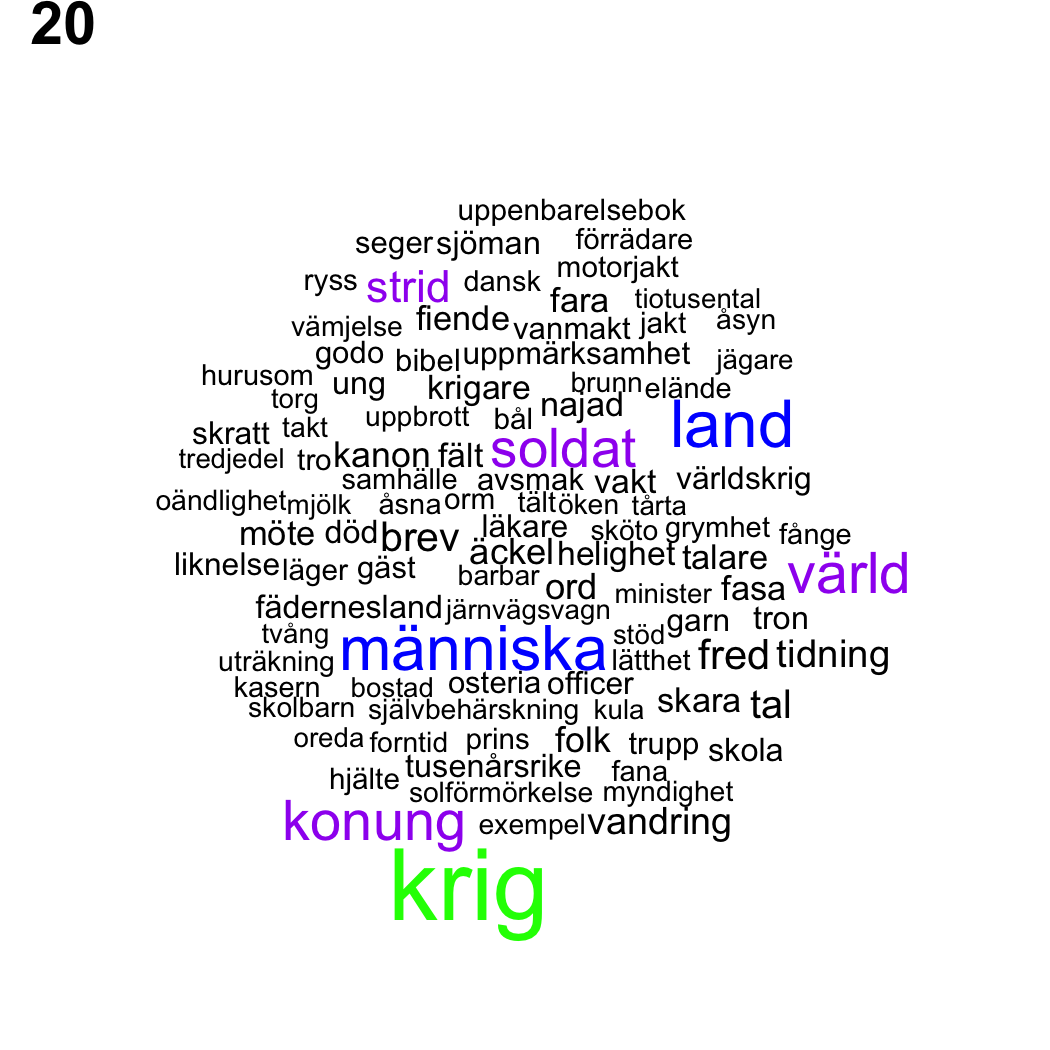 20
uppenbarelsebok
seger sjöman förrädare
motorjakt
ryss strid dansk
fara tiotusental
vämjelse fiende vanmakt jakt åsyn
godo bibel uppmärksamhet jägare
hurusom ung krigare brunn elände
torg uppbrott bål najad land
skratt takt
tredjedel tro kanon fält soldat
samhälle avsmak vakt världskrig
oändlighet mjölk åsna orm tält öken tårta
möte död brev läkare sköto grymhet fånge
liknelse läger gäst äckel helighet talare värld
barbar ord minister fasa
fädernesland järnvägsvagn garn tron
tvång människa stöd
uträkning lätthet fred tidning
kasern bostad osteria officer
skolbarn självbehärskning kula skara tal
oreda forntid prins folk trupp skola
hjälte tusenårsrike fana
solförmörkelse myndighet
konung exempel vandring
krig